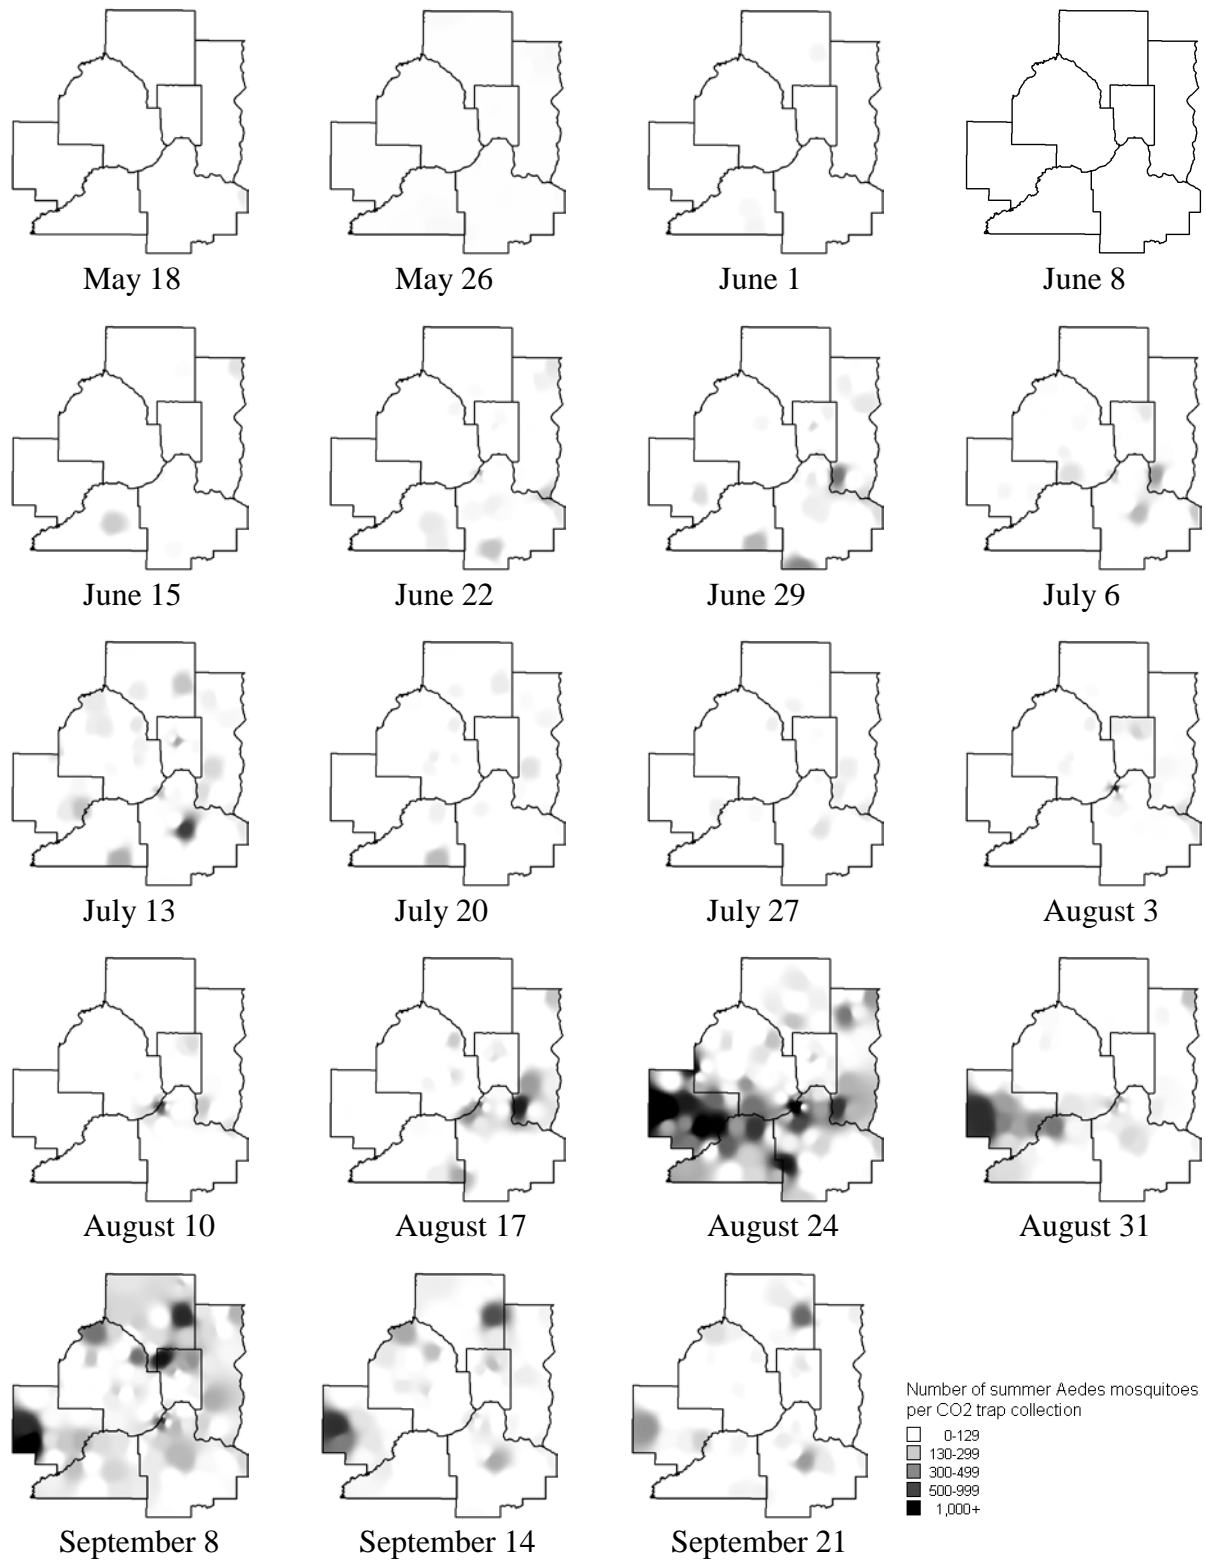 May 18
May 26
June 1
June 8
June 15
June 22
June 29
July 6
July 13
July 20
July 27
August 3
August 10
August 17
August 24
August 31
September 8
September 14
September 21
Number of summer Aedes mosquitoes
per CO2 trap collection
0-129
130-299
300-499
500-999
1,000+